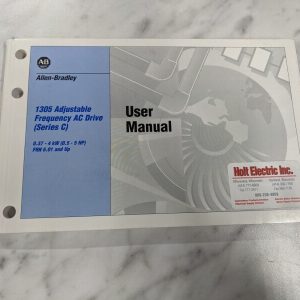 AB
Allen-Bradley
1305 Adjustable
Frequency AC Drive
(Series C)
0.37 - 4 kW (0.5 - 5 HP)
FRN 6.01 and Up
User
Manual
Holt Electric Inc.